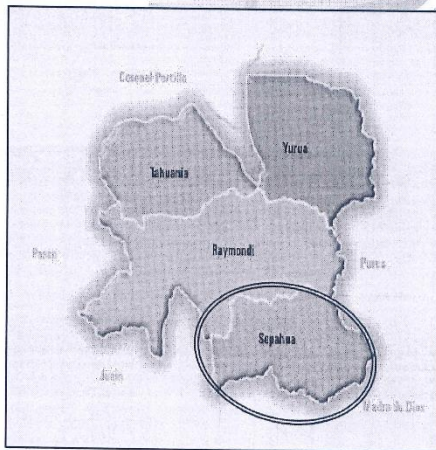 Coronel Portillo
Yurua
Tahuania
Raymondi
Pasco
Purus
Sepahua
Junin
Madre de Dios